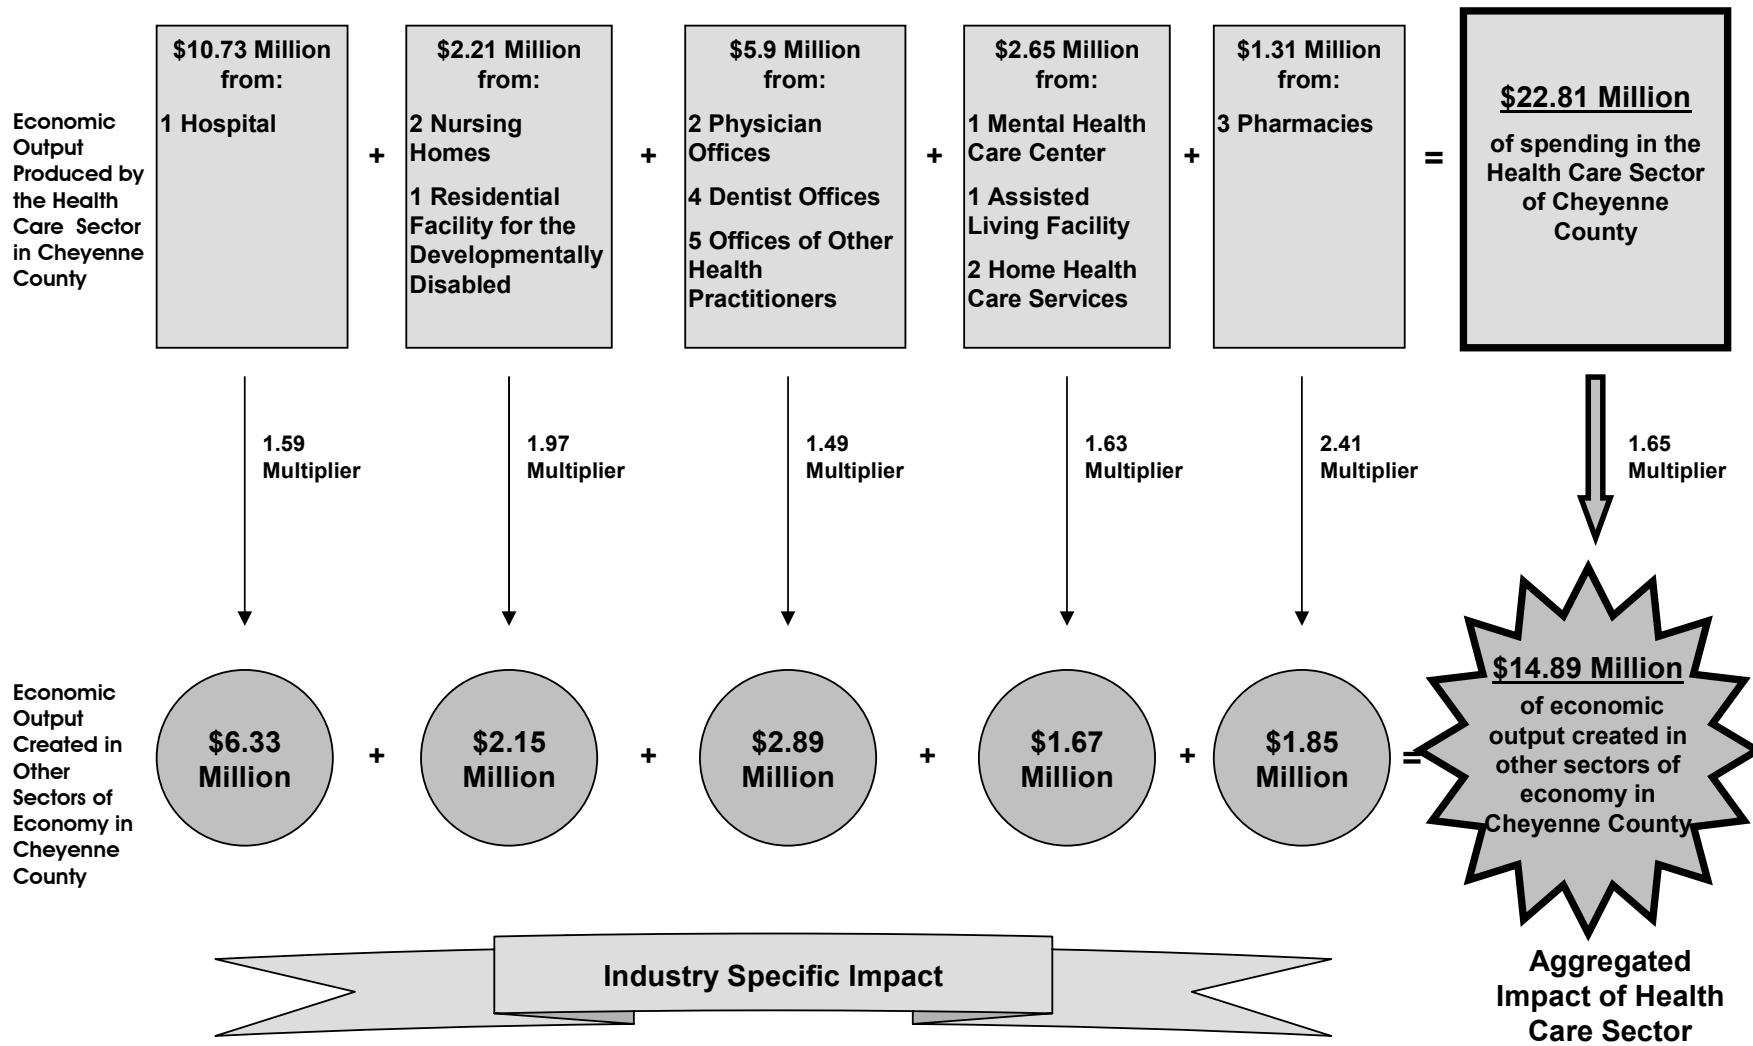 Economic
Output
Produced by
the Health
Care Sector
in Cheyenne
County
$10.73 Million
from:
1 Hospital
+
$2.21 Million
from:
2 Nursing
Homes
1 Residential
Facility for the
Developmentally
Disabled
+
$5.9 Million
from:
2 Physician
Offices
4 Dentist Offices
5 Offices of Other
Health
Practitioners
+
$2.65 Million
from:
1 Mental Health
Care Center
1 Assisted
Living Facility
2 Home Health
Care Services
+
$1.31 Million
from:
3 Pharmacies
=
$22.81 Million
of spending in the
Health Care Sector
of Cheyenne
County
1.59
Multiplier
1.97
Multiplier
1.49
Multiplier
1.63
Multiplier
2.41
Multiplier
1.65
Multiplier
Economic
Output
Created in
Other
Sectors of
Economy in
Cheyenne
County
$6.33
Million
+
$2.15
Million
+
$2.89
Million
+
$1.67
Million
+
$1.85
Million
=
$14.89 Million
of economic
output created in
other sectors of
economy in
Cheyenne County
Industry Specific Impact
Aggregated
Impact of Health
Care Sector